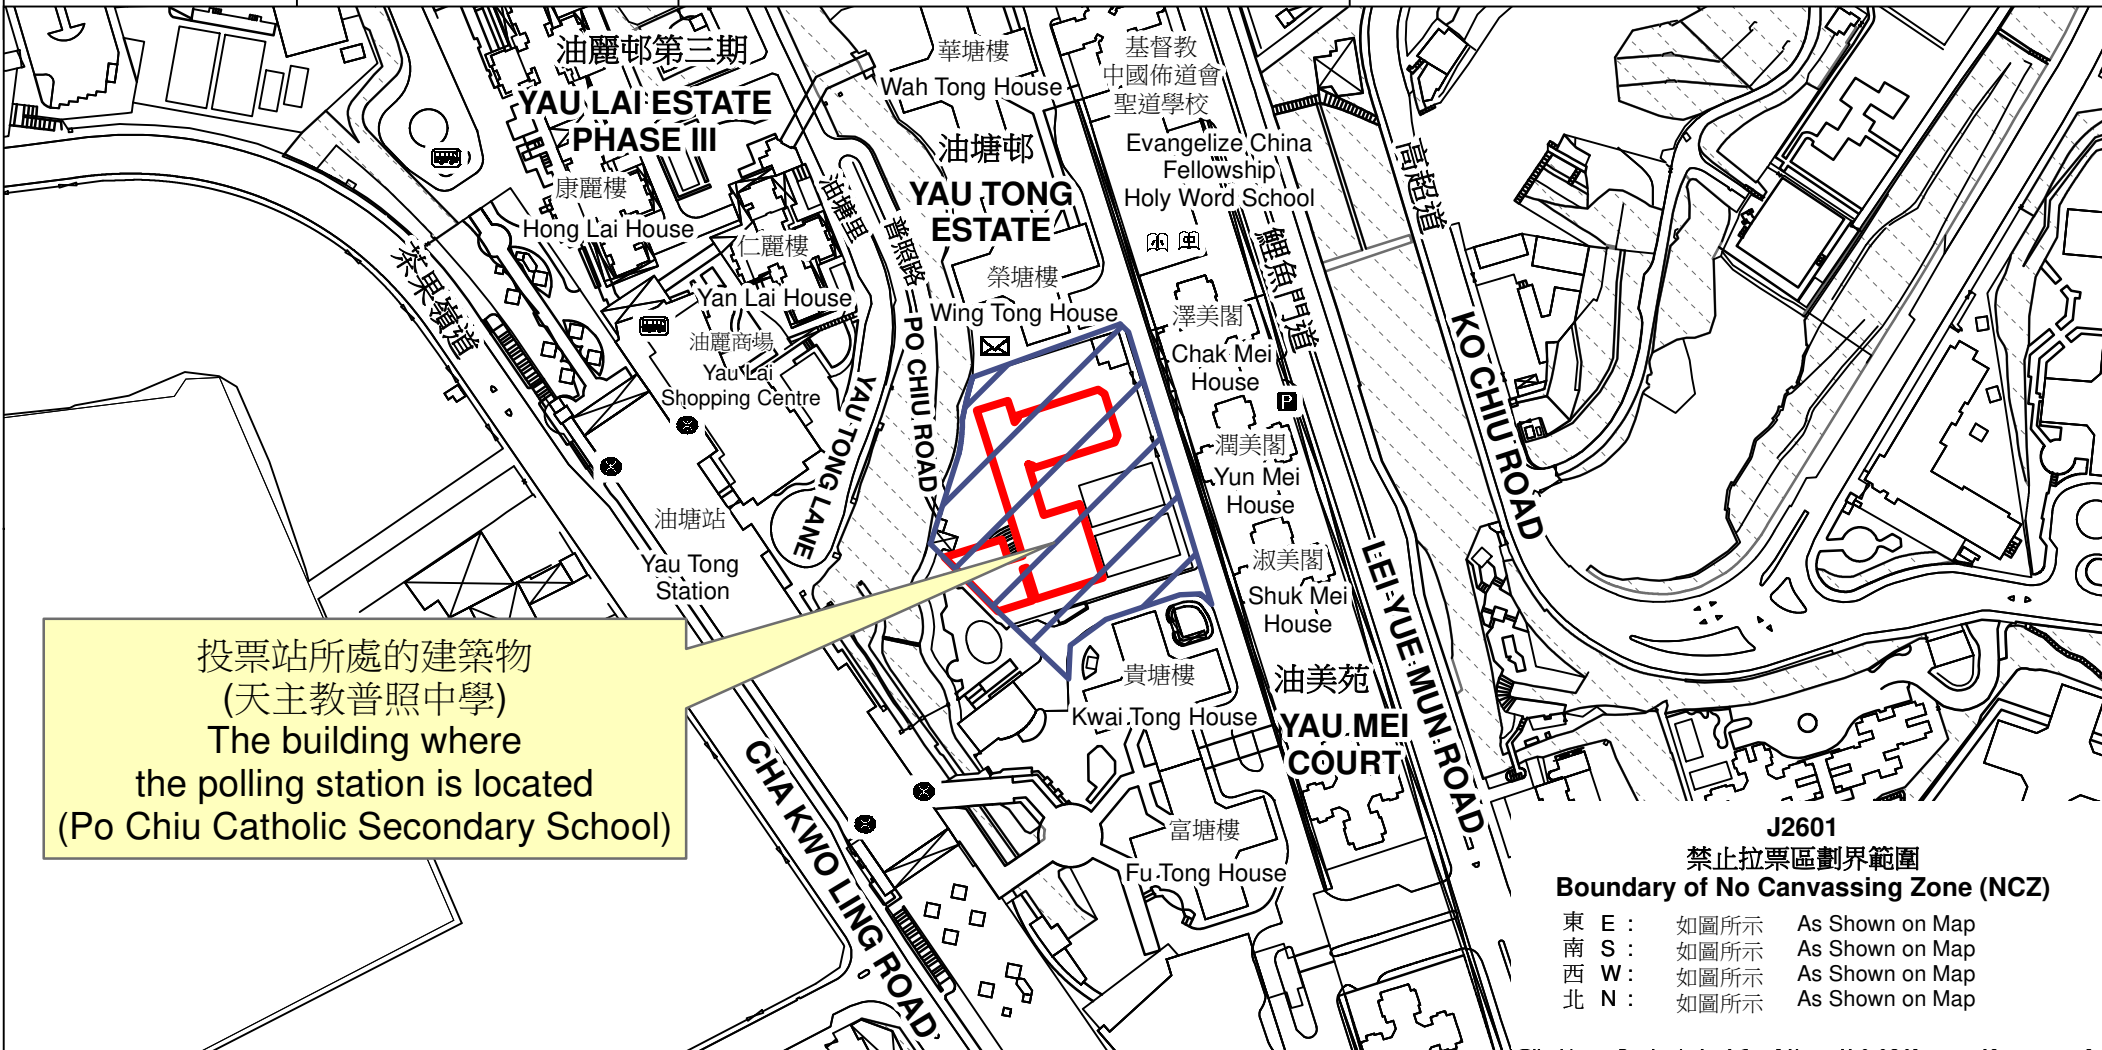 油麗邨第三期
YAU LAI ESTATE
PHASE III
康麗樓
Hong Lai House
仁麗樓
Yan Lai House
油麗商場
Yau Lai
Shopping Centre
油塘站
Yau Tong
Station
茶果嶺道
CHA KWO LING ROAD
油塘里
YAU TONG LANE
普照路
PO CHIU ROAD
華塘樓
Wah Tong House
油塘邨
YAU TONG
ESTATE
榮塘樓
Wing Tong House
基督教
中國佈道會
聖道學校
Evangelize China
Fellowship
Holy Word School
小 中
鯉魚門道
LEI YUE MUN ROAD
高超道
KO CHIU ROAD
澤美閣
Chak Mei
House
P
潤美閣
Yun Mei
House
淑美閣
Shuk Mei
House
油美苑
YAU MEI
COURT
貴塘樓
Kwai Tong House
富塘樓
Fu Tong House
投票站所處的建築物
(天主教普照中學)
The building where
the polling station is located
(Po Chiu Catholic Secondary School)
J2601
禁止拉票區劃界範圍
Boundary of No Canvassing Zone (NCZ)
東 E : 如圖所示 As Shown on Map
南 S : 如圖所示 As Shown on Map
西 W : 如圖所示 As Shown on Map
北 N : 如圖所示 As Shown on Map